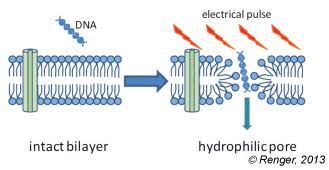 DNA
electrical pulse
intact bilayer
hydrophilic pore
© Renger, 2013